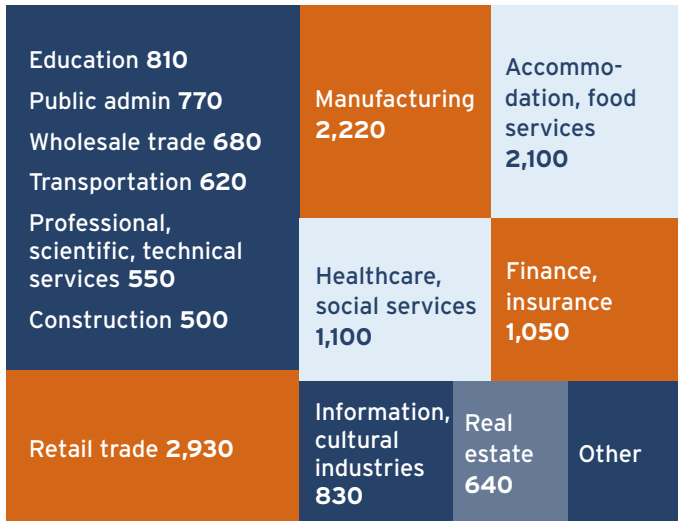 Education 810
Public admin 770
Wholesale trade 680
Transportation 620
Professional,
scientific, technical
services 550
Construction 500
Retail trade 2,930
Manufacturing
2,220
Accommo-
dation, food
services
2,100
Healthcare,
social services
1,100
Finance,
insurance
1,050
Information,
cultural
industries
830
Real
estate
640
Other